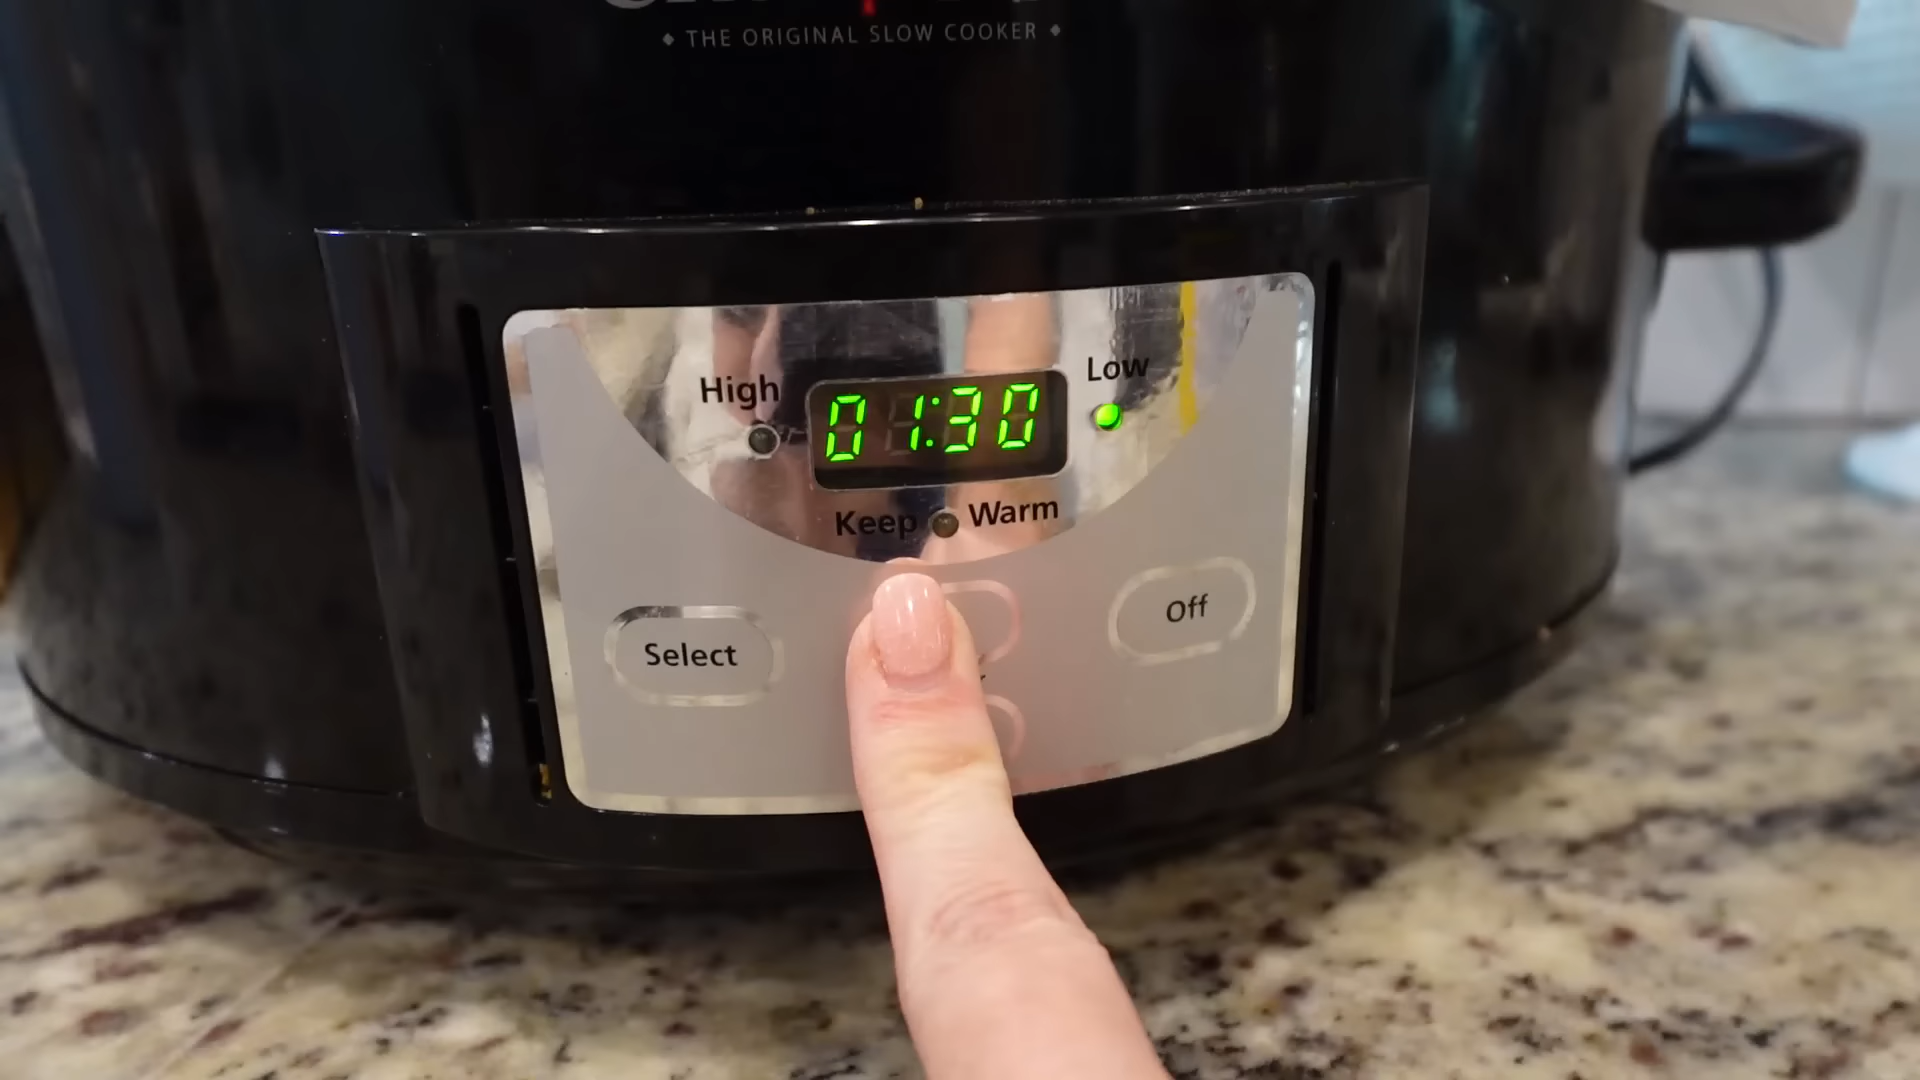 ◆ THE ORIGINAL SLOW COOKER ◆
High
01:30
Low
Keep Warm
Select
Off